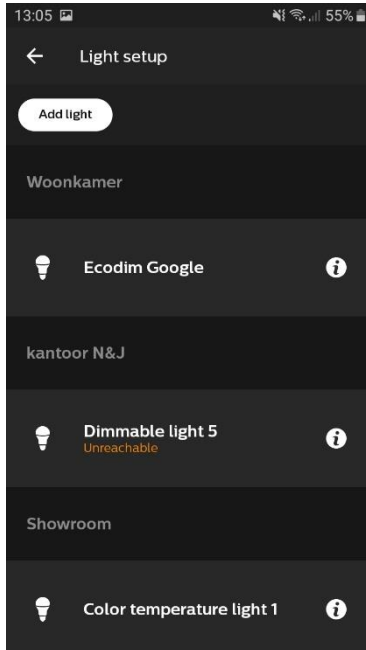 13:05 55%
Light setup
Add light
Woonkamer
Ecodim Google
kantoor N&J
Dimmable light 5
Unreachable
Showroom
Color temperature light 1